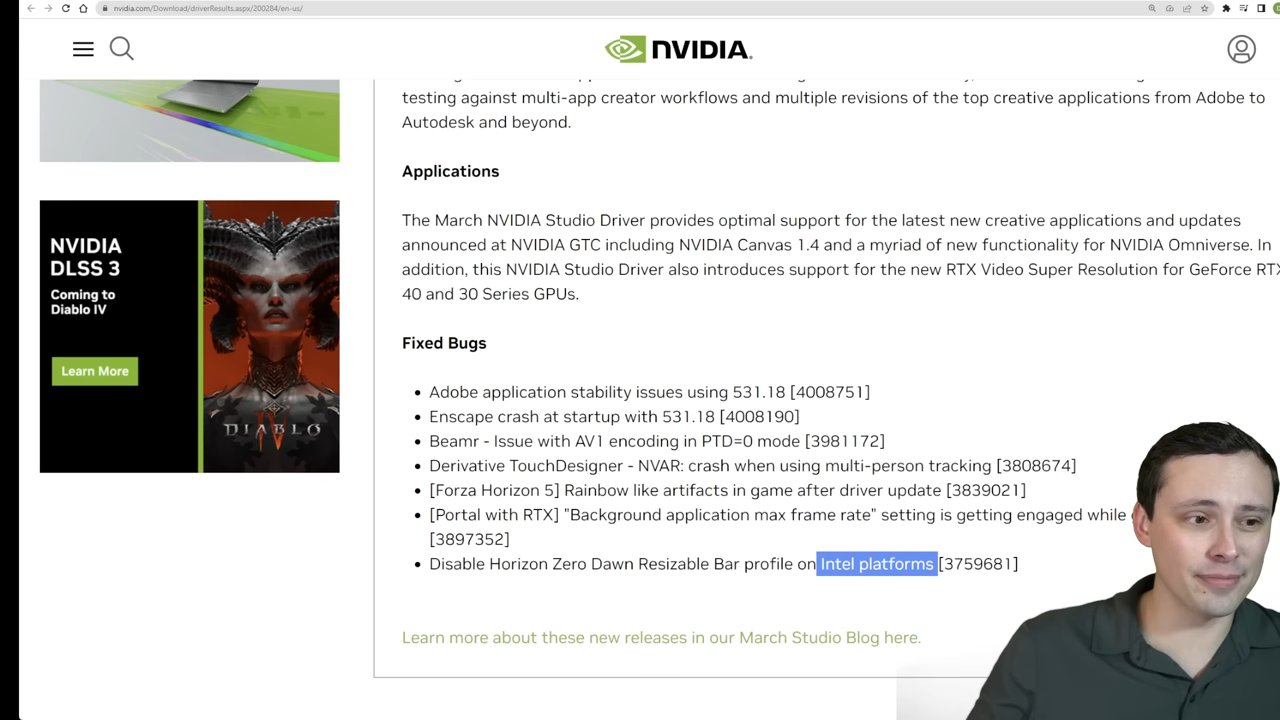 nvidia.com/Download/driverResults.aspx/200284/en-us/
NVIDIA.
testing against multi-app creator workflows and multiple revisions of the top creative applications from Adobe to
Autodesk and beyond.
Applications
The March NVIDIA Studio Driver provides optimal support for the latest new creative applications and updates
announced at NVIDIA GTC including NVIDIA Canvas 1.4 and a myriad of new functionality for NVIDIA Omniverse. In
addition, this NVIDIA Studio Driver also introduces support for the new RTX Video Super Resolution for GeForce RTX
40 and 30 Series GPUs.
Fixed Bugs
• Adobe application stability issues using 531.18 [4008751]
• Enscape crash at startup with 531.18 [4008190]
• Beamr - Issue with AV1 encoding in PTD=0 mode [3981172]
• Derivative TouchDesigner - NVAR: crash when using multi-person tracking [3808674]
• [Forza Horizon 5] Rainbow like artifacts in game after driver update [3839021]
• [Portal with RTX] "Background application max frame rate" setting is getting engaged while
[3897352]
• Disable Horizon Zero Dawn Resizable Bar profile on Intel platforms [3759681]
Learn more about these new releases in our March Studio Blog here.
NVIDIA
DLSS 3
Coming to
Diablo IV
Learn More
DIABLO
IV